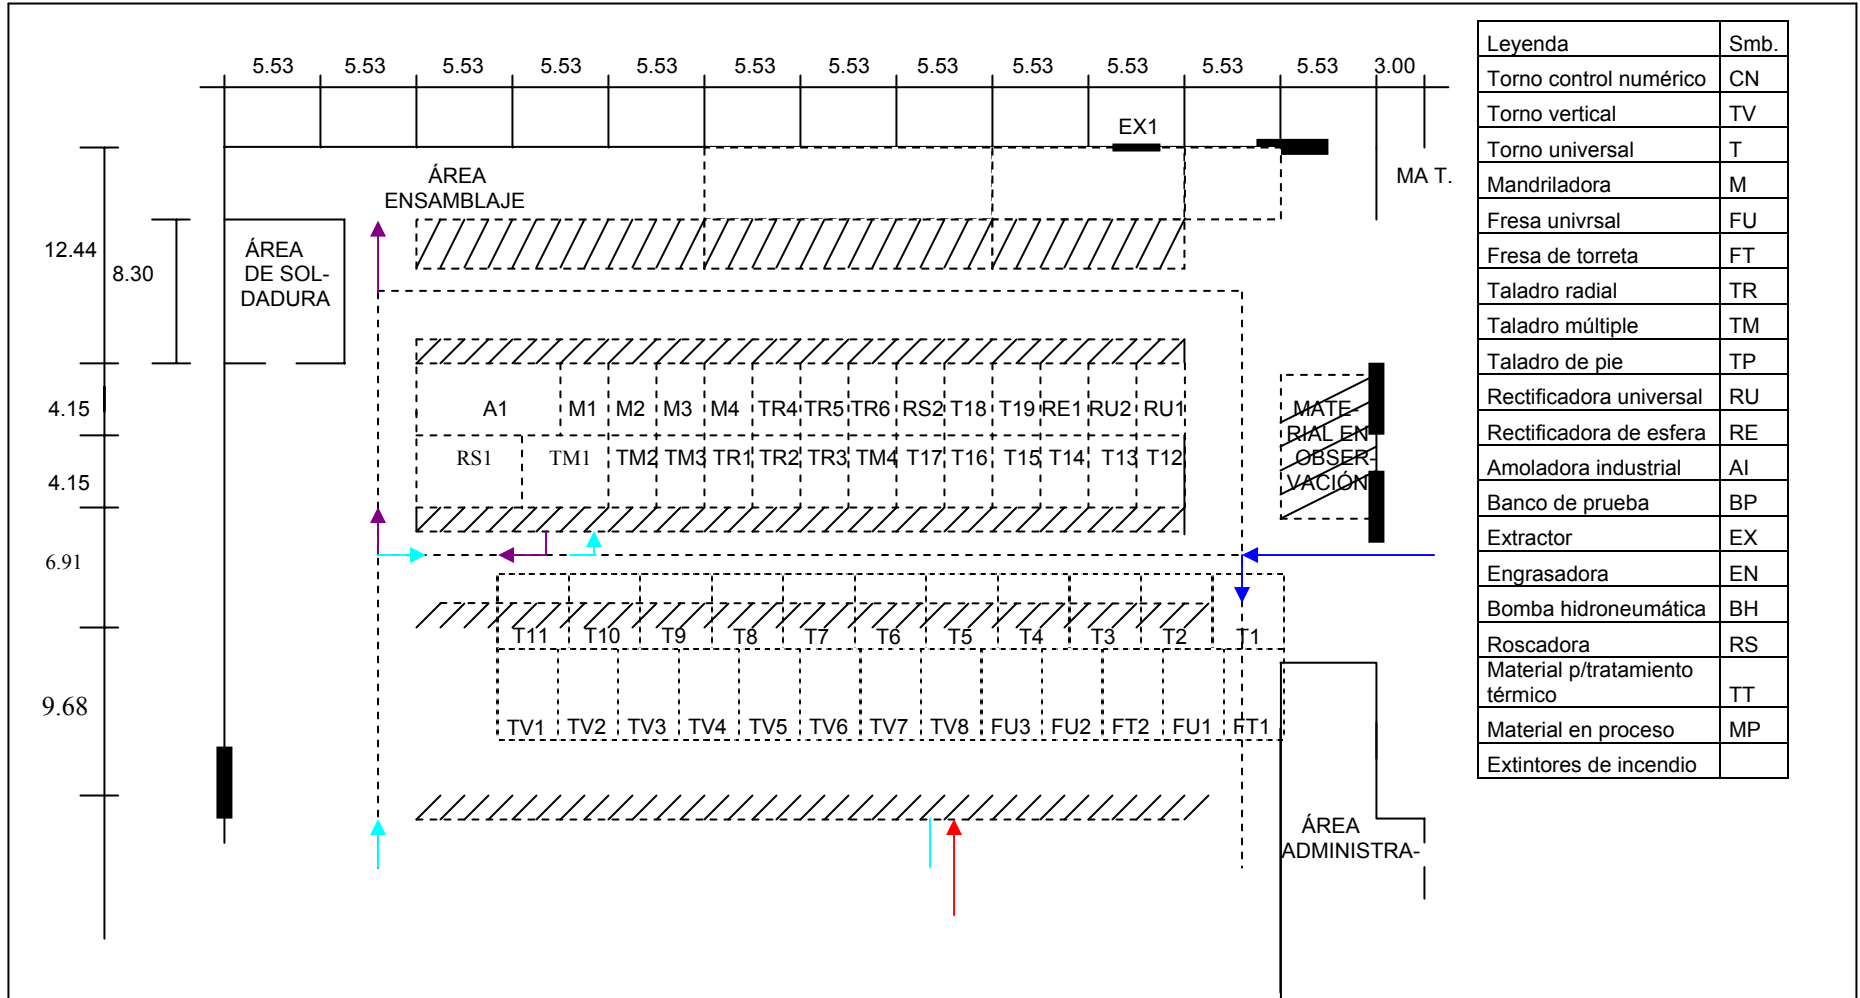 5.53 5.53 5.53 5.53 5.53 5.53 5.53 5.53 5.53 5.53 5.53 5.53 3.00
EX1
MA T.
ÁREA
ENSAMBLAJE
12.44
8.30
ÁREA
DE SOL-
DADURA
4.15
A1 M1 M2 M3 M4 TR4 TR5 TR6 RS2 T18 T19 RE1 RU2 RU1
RS1 TM1 TM2 TM3 TR1 TR2 TR3 TM4 T17 T16 T15 T14 T13 T12
4.15
MATE-
RIAL EN
OBSER-
VACIÓN
6.91
T11 T10 T9 T8 T7 T6 T5 T4 T3 T2 T1
9.68
TV1 TV2 TV3 TV4 TV5 TV6 TV7 TV8 FU3 FU2 FT2 FU1 FT1
ÁREA
ADMINISTRA-
Leyenda Smb.
Torno control numérico CN
Torno vertical TV
Torno universal T
Mandriladora M
Fresa univrsal FU
Fresa de torreta FT
Taladro radial TR
Taladro múltiple TM
Taladro de pie TP
Rectificadora universal RU
Rectificadora de esfera RE
Amoladora industrial AI
Banco de prueba BP
Extractor EX
Engrasadora EN
Bomba hidroneumática BH
Roscadora RS
Material p/tratamiento
térmico TT
Material en proceso MP
Extintores de incendio